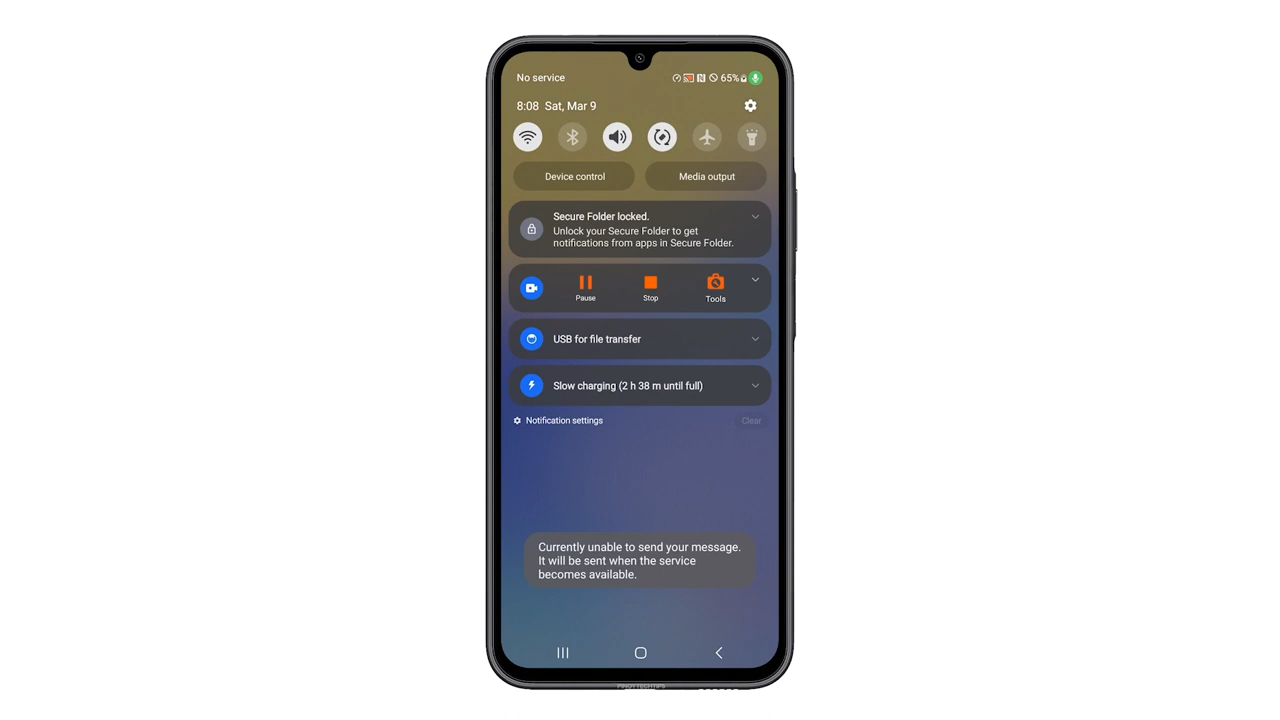 No service
65%
8:08 Sat, Mar 9
Device control
Media output
Secure Folder locked.
Unlock your Secure Folder to get
notifications from apps in Secure Folder.
Pause
Stop
Tools
USB for file transfer
Slow charging (2 h 38 m until full)
Notification settings
Clear
Currently unable to send your message.
It will be sent when the service
becomes available.
PINOYTECHTIPS